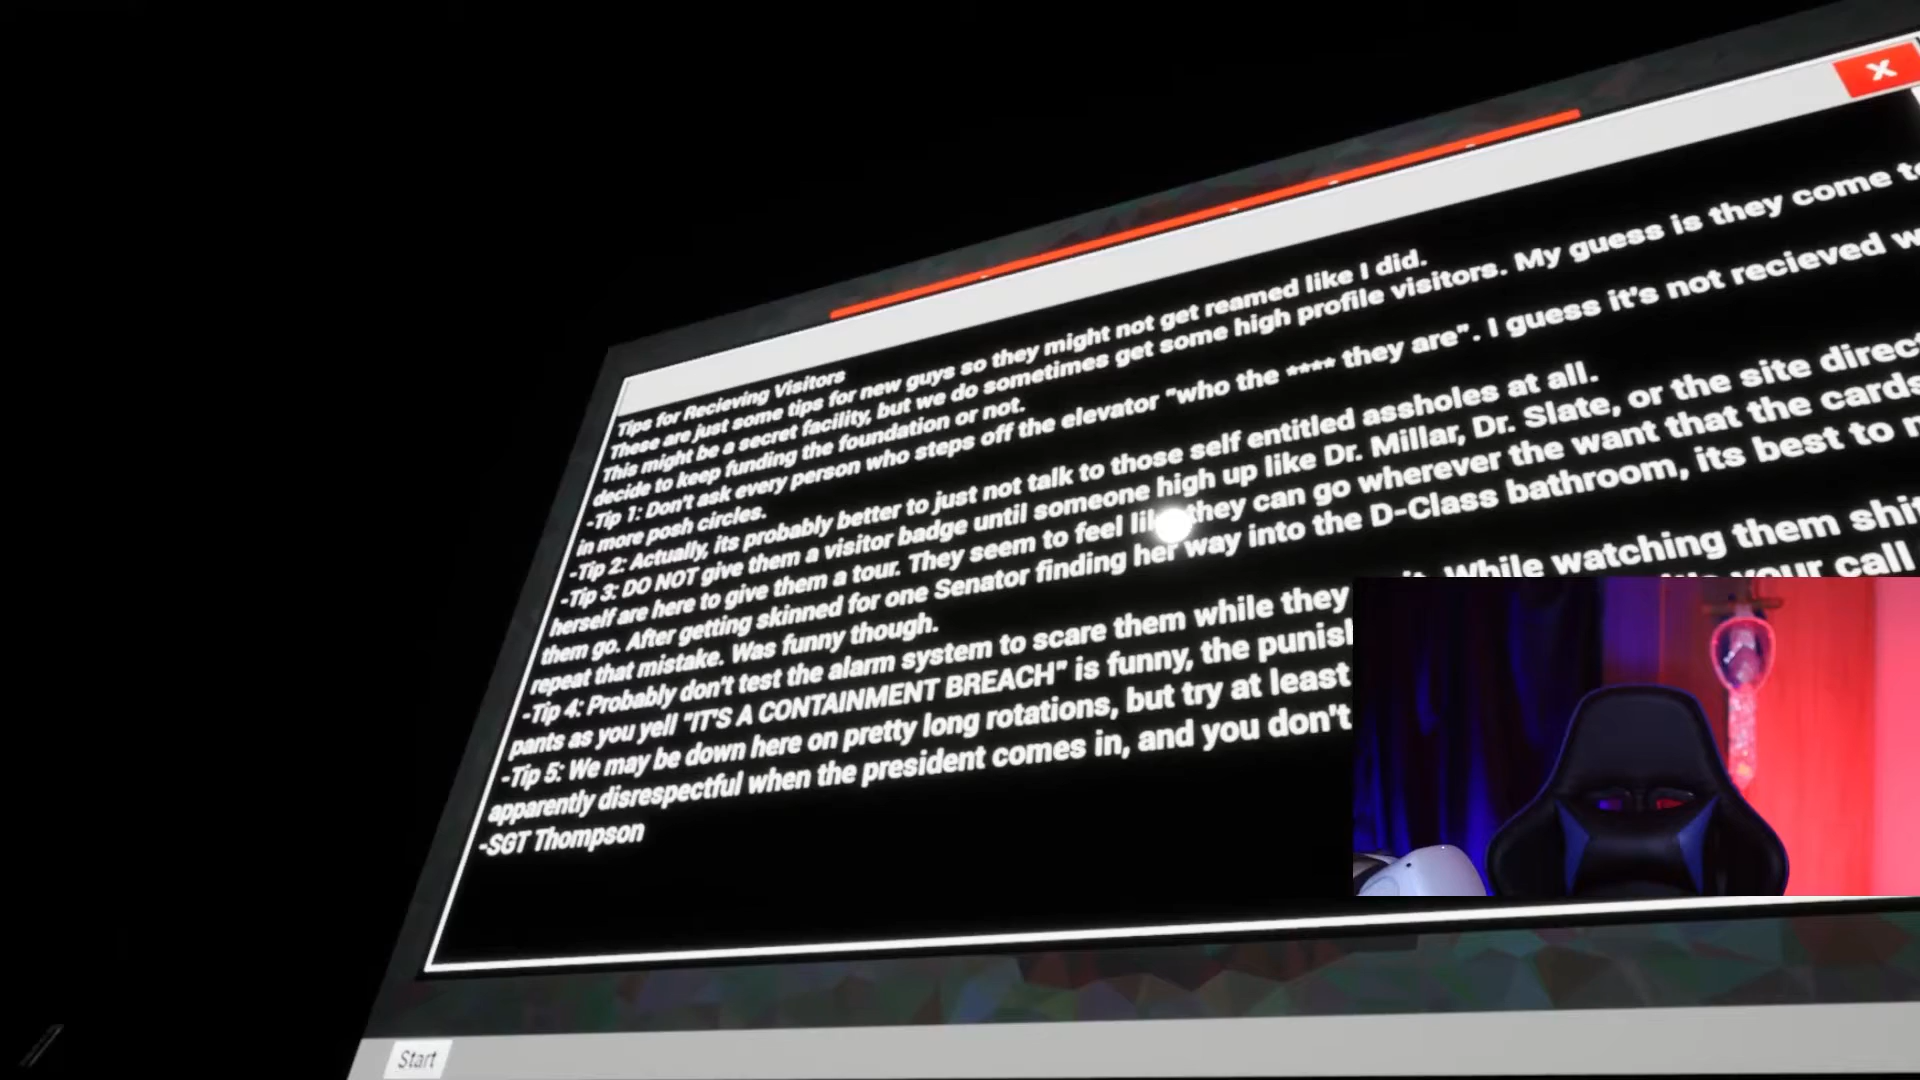 X
Tips for Recieving Visitors
These are just some tips for new guys so they might not get reamed like I did.
This might be a secret facility, but we do sometimes get some high profile visitors. My guess is they come
decide to keep funding the foundation or not.
-Tip 1: Don't ask every person who steps off the elevator "who the **** they are". I guess it's not recieved
in more posh circles.
-Tip 2: Actually, its probably better to just not talk to those self entitled assholes at all.
-Tip 3: DO NOT give them a visitor badge until someone high up like Dr. Millar, Dr. Slate, or the site
herself are here to give them a tour. They seem to feel they can go wherever the want that the cards
them go. After getting skinned for one Senator finding her way into the D-Class bathroom, its best to
repeat that mistake. Was funny though.
-Tip 4: Probably don't test the alarm system to scare them while they While watching them
pants as you yell "IT'S A CONTAINMENT BREACH" is funny, the your call
-Tip 5: We may be down here on pretty long rotations, but try at least
apparently disrespectful when the president comes in, and you don't
-SGT Thompson
Start